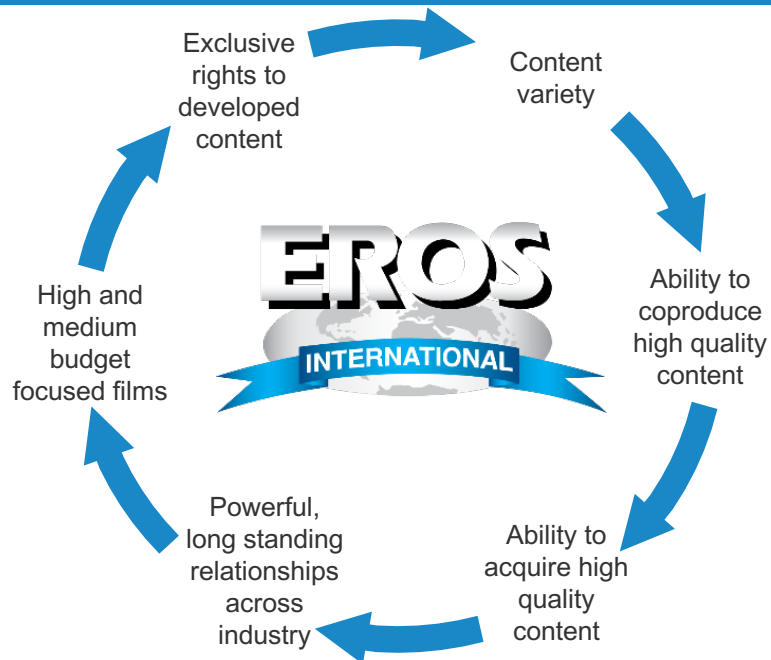 Exclusive
rights to
developed
content
Content
variety
Ability to
coproduce
high quality
content
Ability to
acquire high
quality
content
Powerful,
long standing
relationships
across
industry
High and
medium
budget
focused films
EROS
INTERNATIONAL